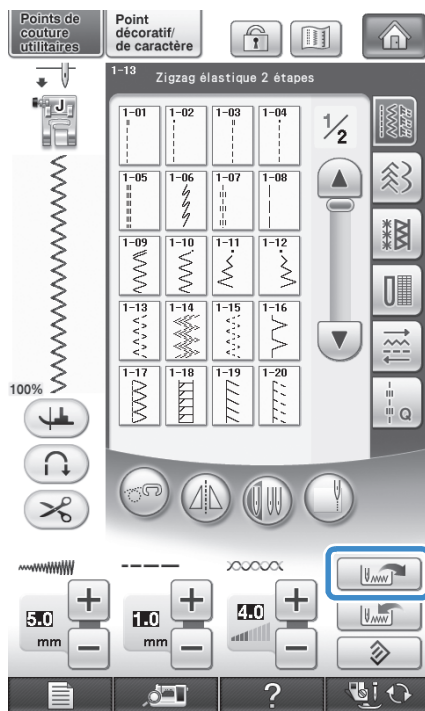 Points de
couture
utilitaires
Point
décoratif/
de caractère
1-13
Zigzag élastique 2 étapes
J
1-01 1-02 1-03 1-04
1/2
1-05 1-06 1-07 1-08
1-09 1-10 1-11 1-12
1-13 1-14 1-15 1-16
1-17 1-18 1-19 1-20
Q
100%
5.0
mm
1.0
mm
4.0
?